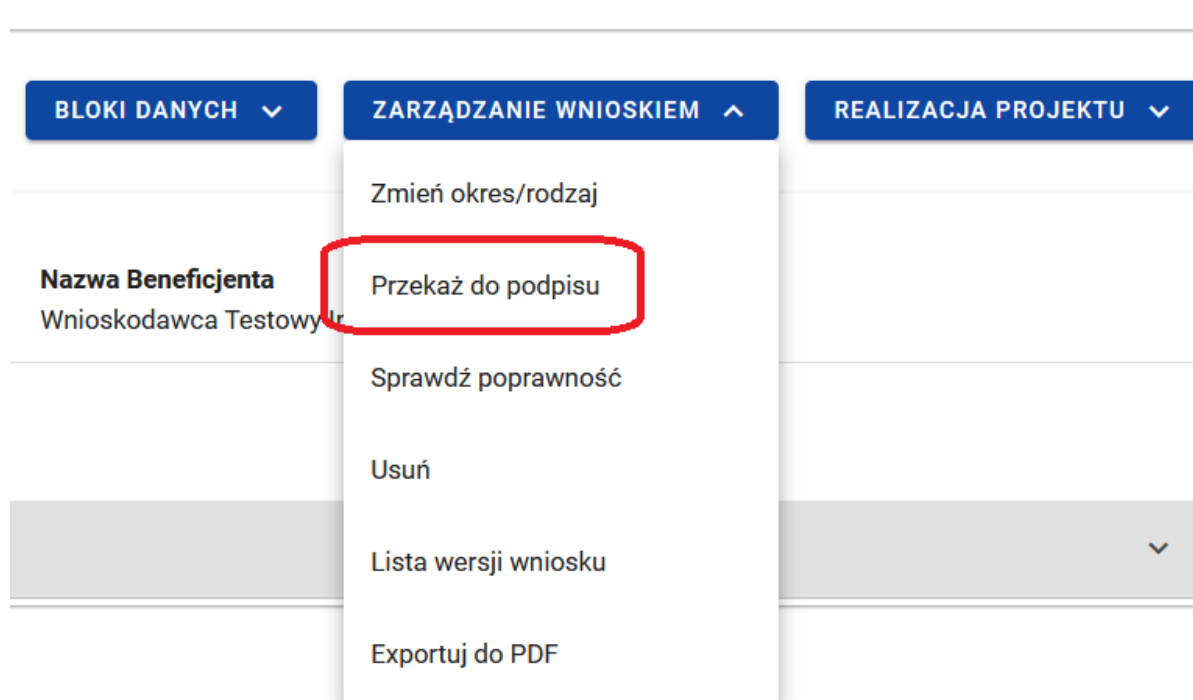 BLOKI DANYCH
ZARZĄDZANIE WNIOSKIEM
REALIZACJA PROJEKTU
Zmień okres/rodzaj
Przekaż do podpisu
Sprawdź poprawność
Usuń
Lista wersji wniosku
Exportuj do PDF
Nazwa Beneficjenta
Wnioskodawca Testowy